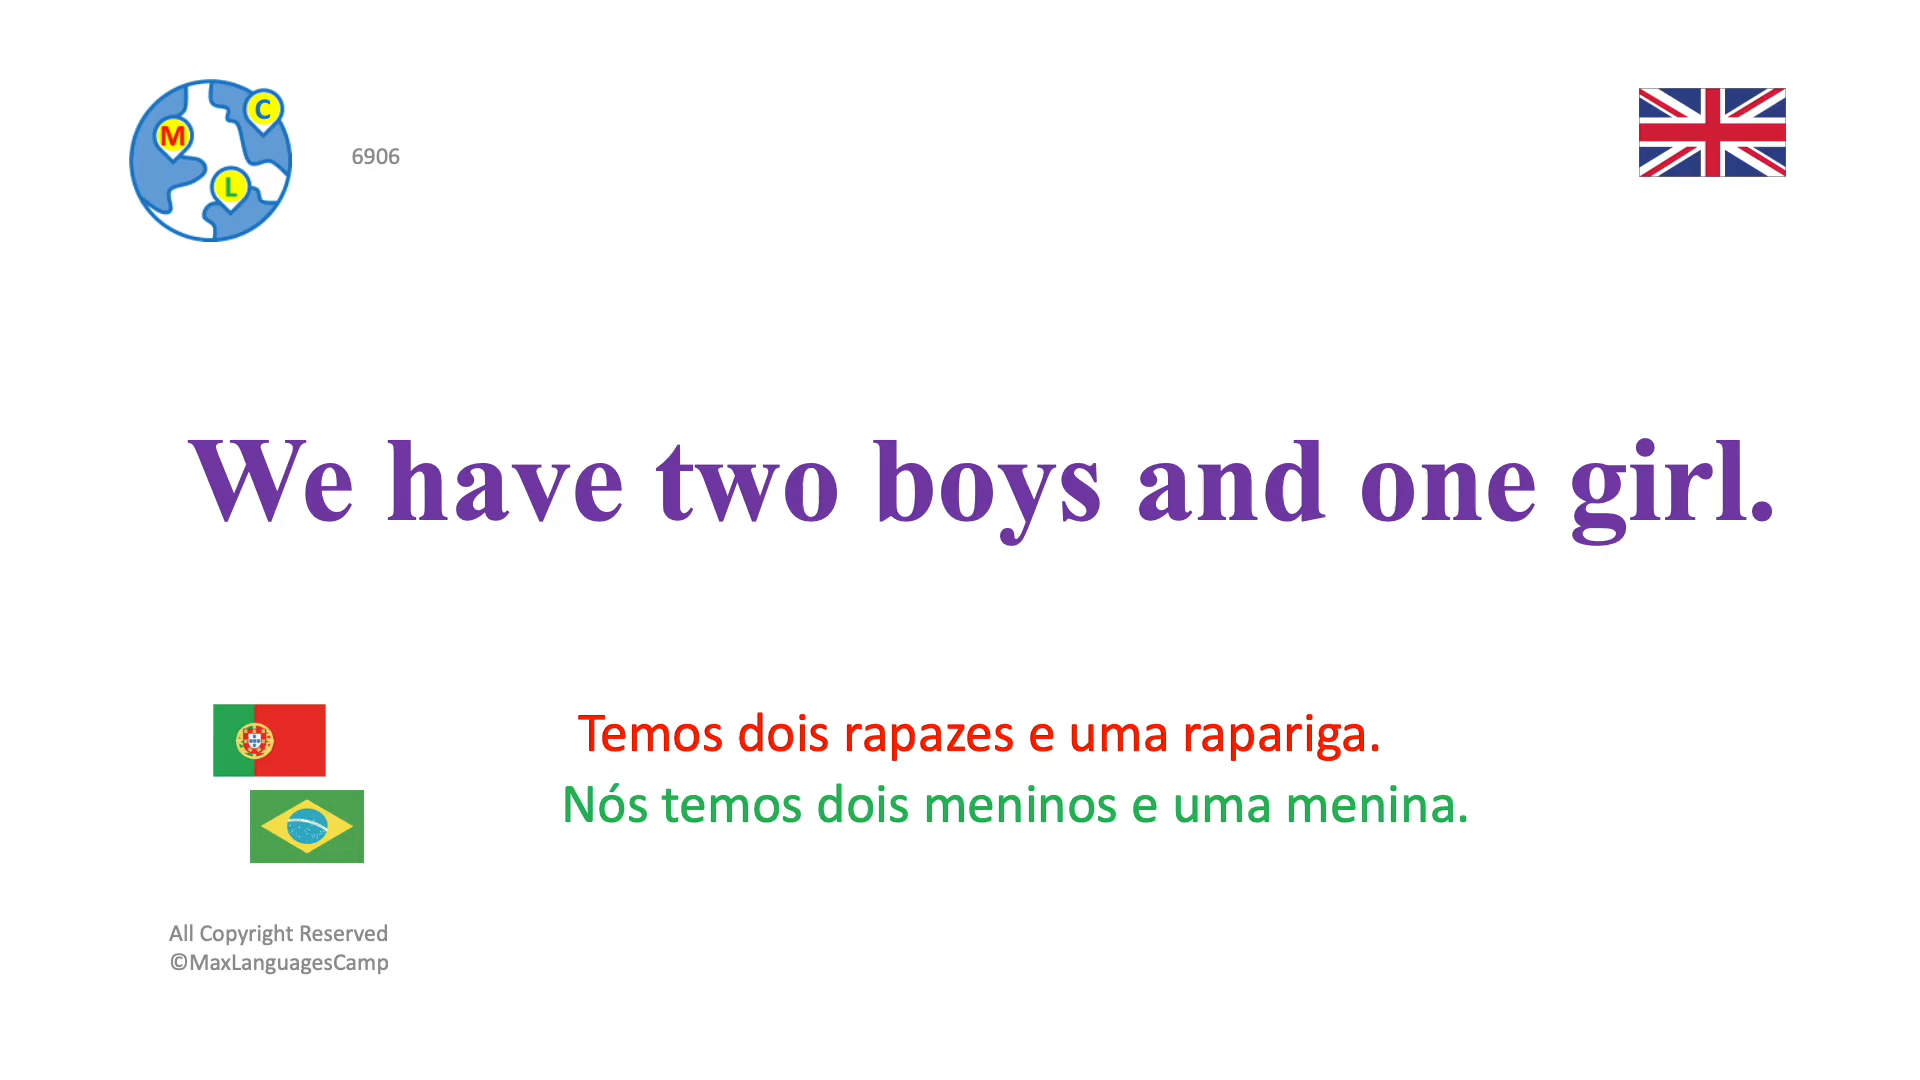 M
C
L
6906
We have two boys and one girl.
Temos dois rapazes e uma rapariga.
Nós temos dois meninos e uma menina.
All Copyright Reserved
©MaxLanguagesCamp